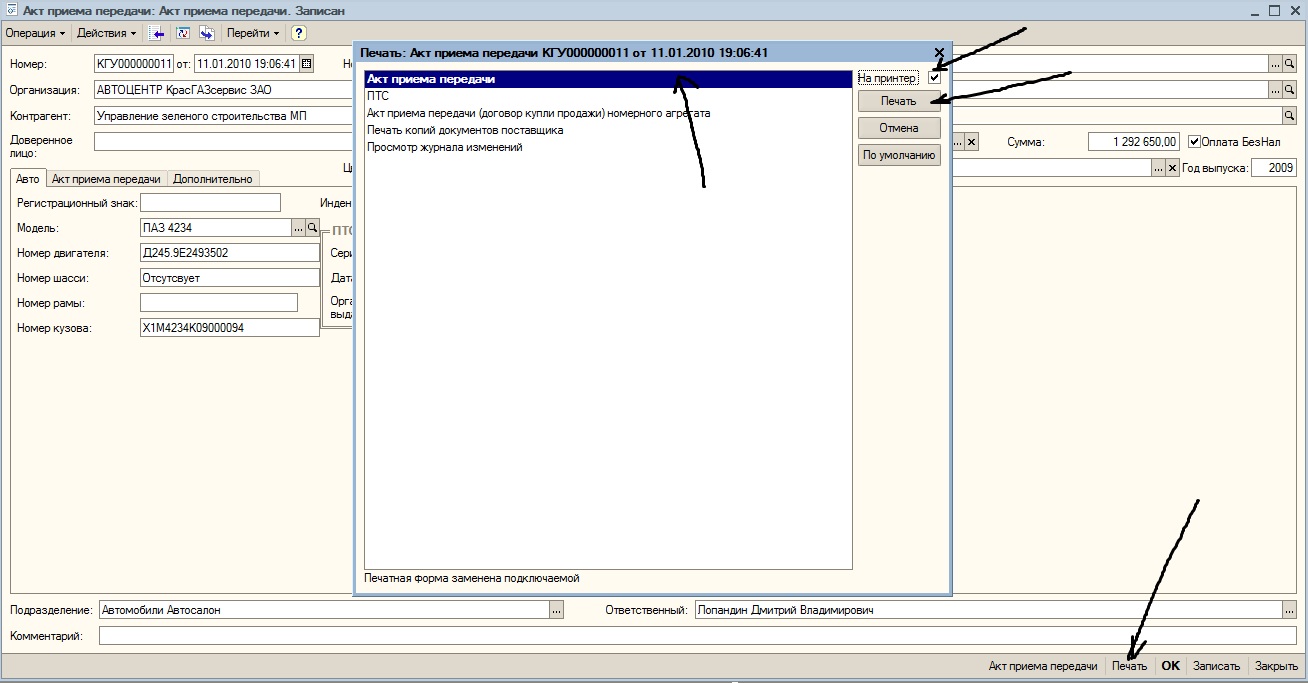 Акт приема передачи: Акт приема передачи. Записан
Операция Действия Перейти ?
Номер: КГУ000000011 от: 11.01.2010 19:06:41
Организация: АВТОЦЕНТР КрасГАЗсервис ЗАО
Контрагент: Управление зеленого строительства МП
Доверенное
лицо:
Сумма: 1 292 650,00 Оплата БезНал
Год выпуска: 2009
Авто Акт приема передачи Дополнительно
Регистрационный знак:
Модель: ПАЗ 4234
Номер двигателя: Д245.9Е2493502
Номер шасси: Отсутсвует
Номер рамы:
Номер кузова: X1M4234K09000094
Печать: Акт приема передачи КГУ000000011 от 11.01.2010 19:06:41
Акт приема передачи
ПТС
Акт приема передачи (договор купли продажи) номерного агрегата
Печать копий документов поставщика
Просмотр журнала изменений
На принтер
Печать
Отмена
По умолчанию
Печатная форма заменена подключаемой
Подразделение: Автомобили Автосалон Ответственный: Лопандин Дмитрий Владимирович
Комментарий:
Акт приема передачи Печать OK Записать Закрыть